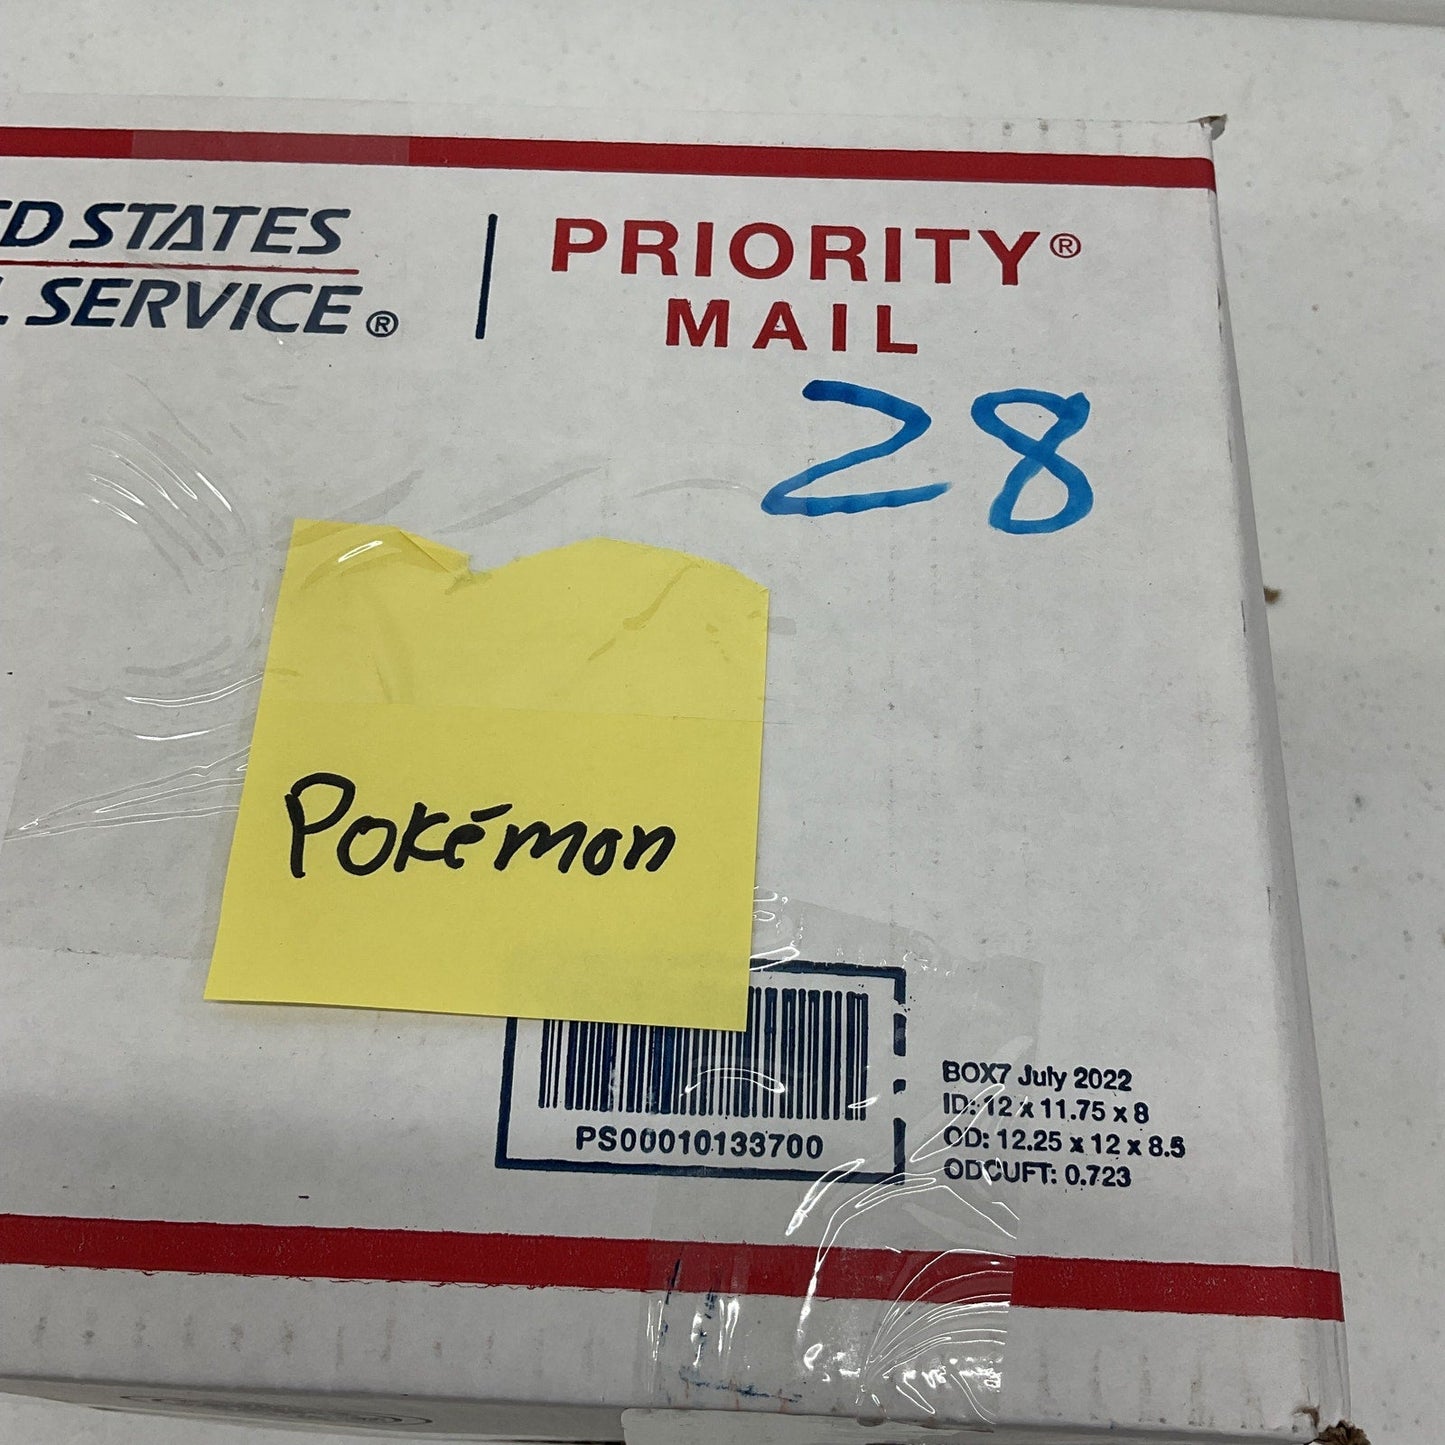 STATES
SERVICE®
PRIORITY®
MAIL
28
Pokémon
PS00010133700
BOX7 July 2022
ID: 12 x 11.75 x 8
OD: 12.25 x 12 x 8.5
ODCUFT: 0.723